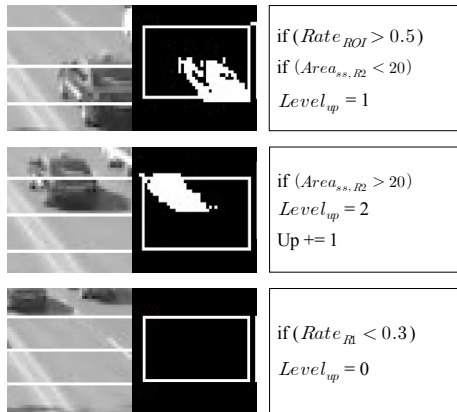 if (Rate_ROI > 0.5)
if (Area_ss,R2 < 20)
Level_up = 1
if (Area_ss,R2 > 20)
Level_up = 2
Up += 1
if (Rate_R1 < 0.3)
Level_up = 0